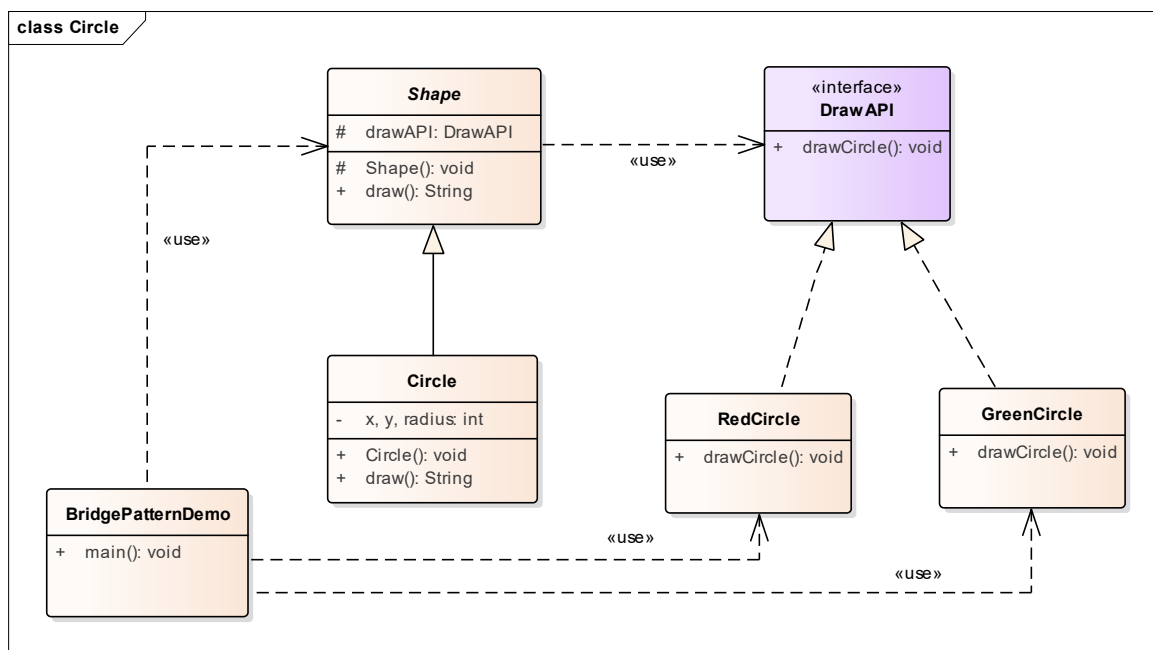 class Circle
Shape
# drawAPI: DrawAPI
# Shape(): void
+ draw(): String
«interface»
DrawAPI
+ drawCircle(): void
«use»
«use»
Circle
- x, y, radius: int
+ Circle(): void
+ draw(): String
RedCircle
+ drawCircle(): void
GreenCircle
+ drawCircle(): void
BridgePatternDemo
+ main(): void
«use»
«use»